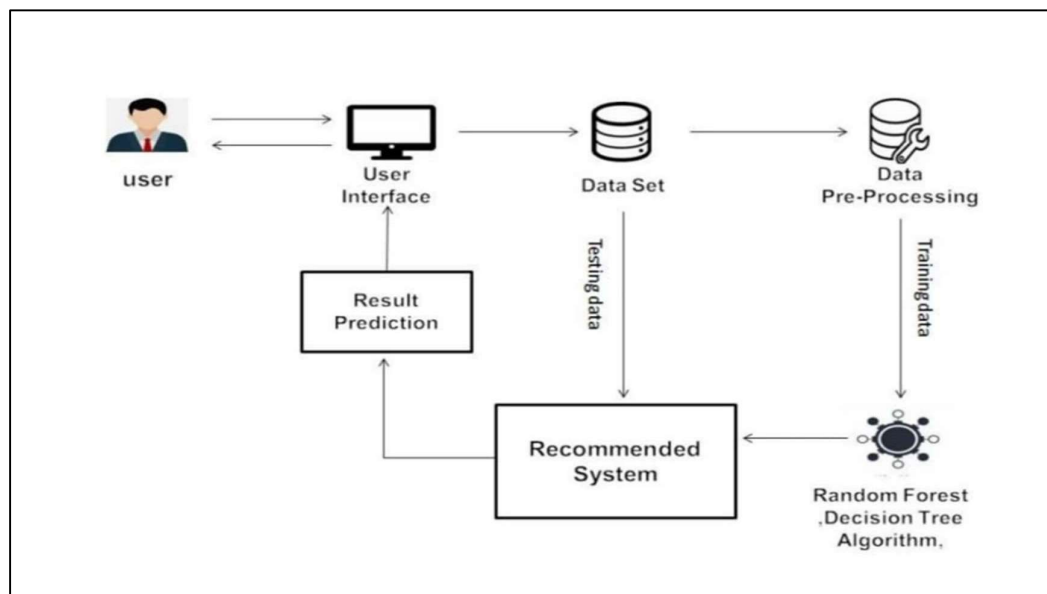 user
User
Interface
Data Set
Data
Pre-Processing
Testing data
Training data
Result
Prediction
Recommended
System
Random Forest
,Decision Tree
Algorithm,